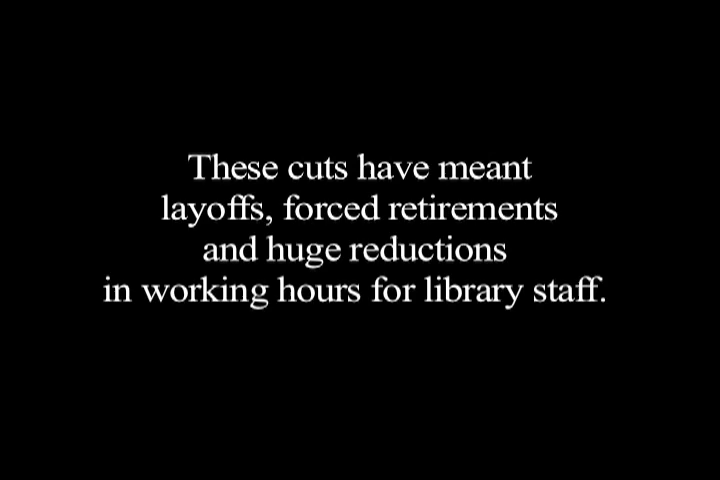 These cuts have meant
layoffs, forced retirements
and huge reductions
in working hours for library staff.